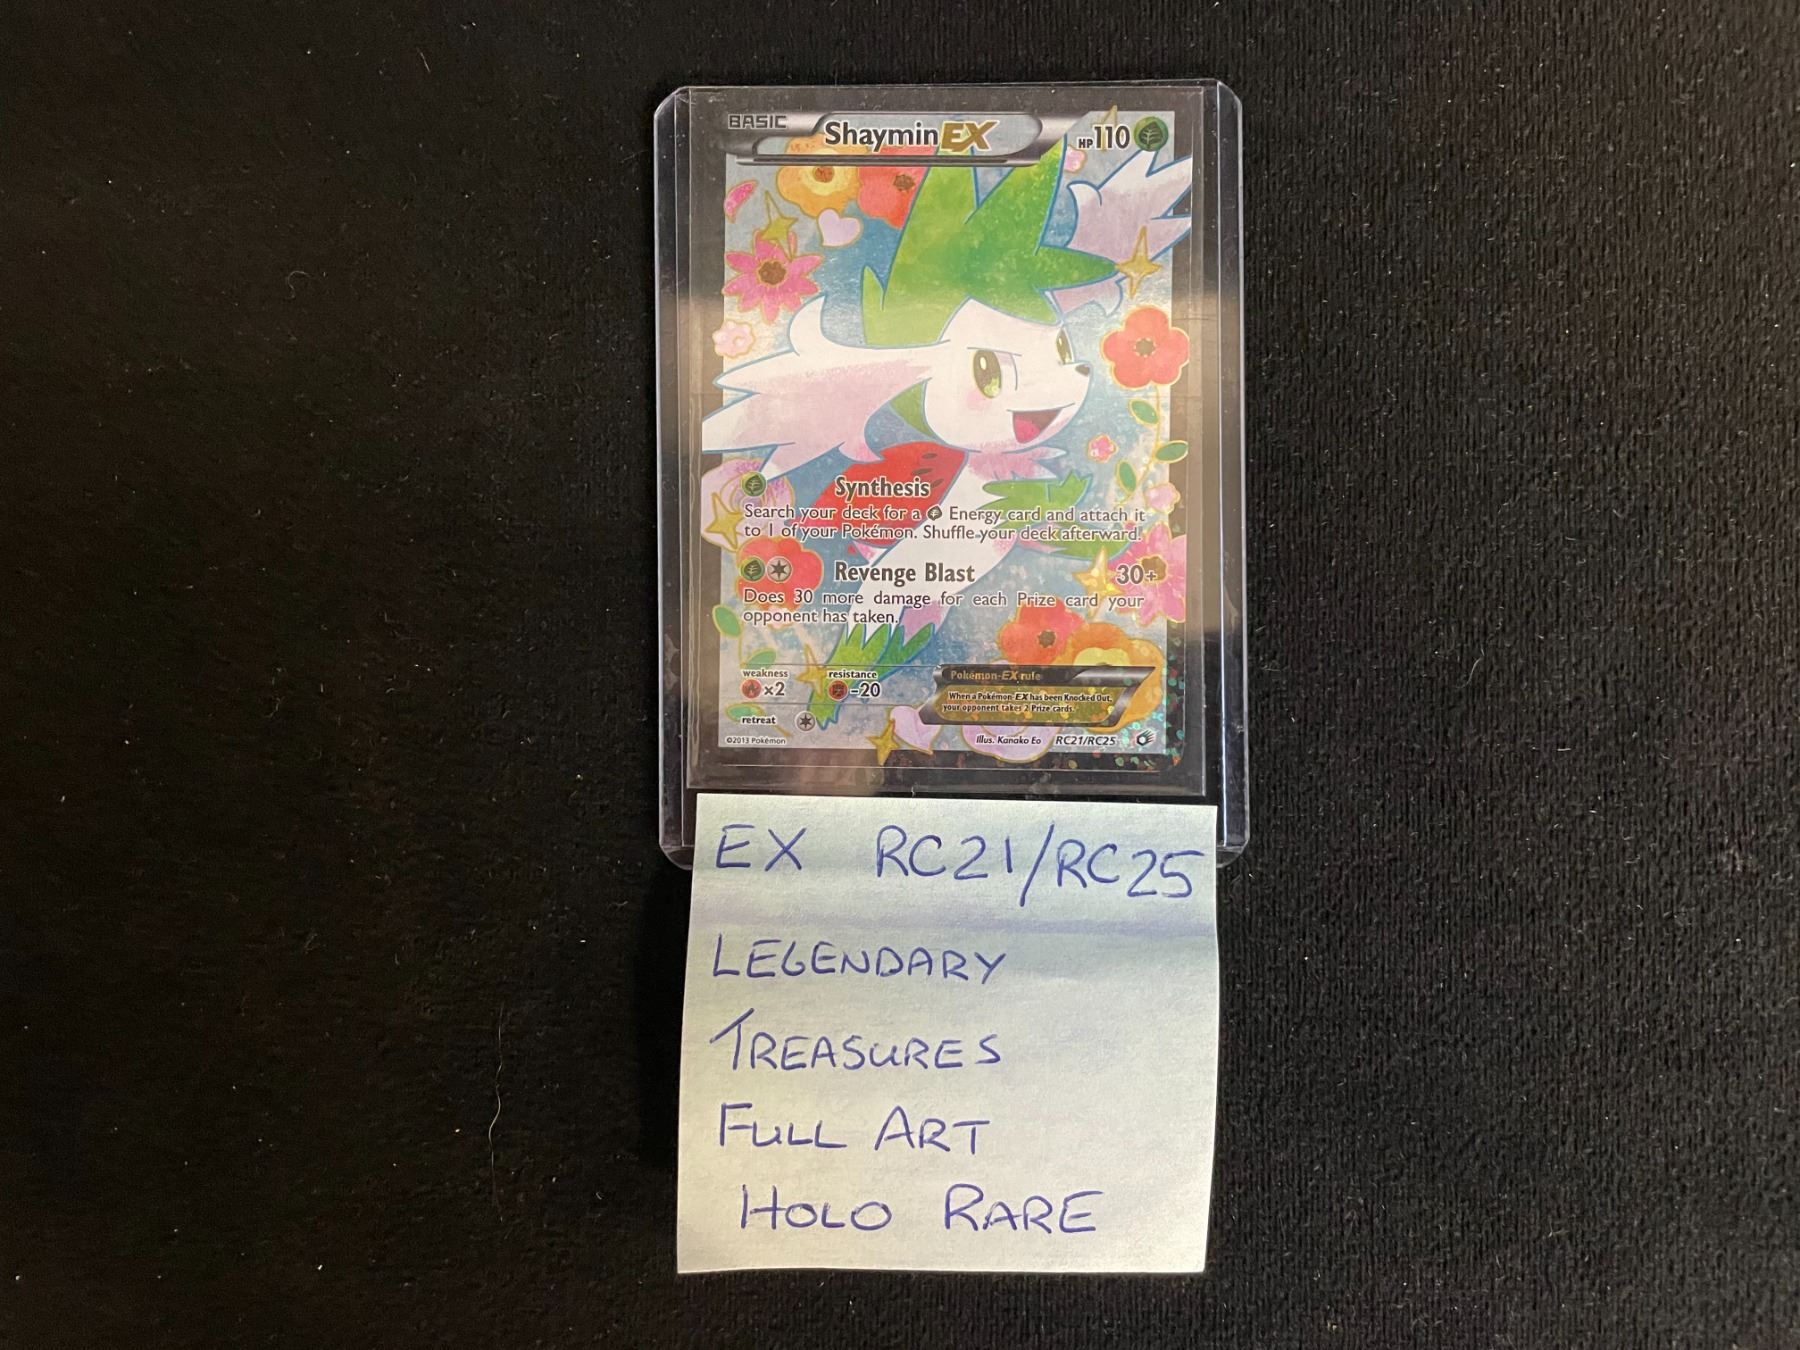 BASIC
Shaymin EX HP110
Synthesis
Search your deck for a Energy card and attach it
to 1 of your Pokémon. Shuffle your deck afterward.
Revenge Blast 30+
Does 30 more damage for each Prize card your
opponent has taken.
weakness resistance
×2 -20
retreat
Pokémon-EX rule
When a Pokémon-EX has been Knocked Out,
your opponent takes 2 Prize cards.
©2013 Pokémon Illus. Kanako Eo RC21/RC25
EX RC21/RC25
LEGENDARY
TREASURES
FULL ART
HOLO RARE